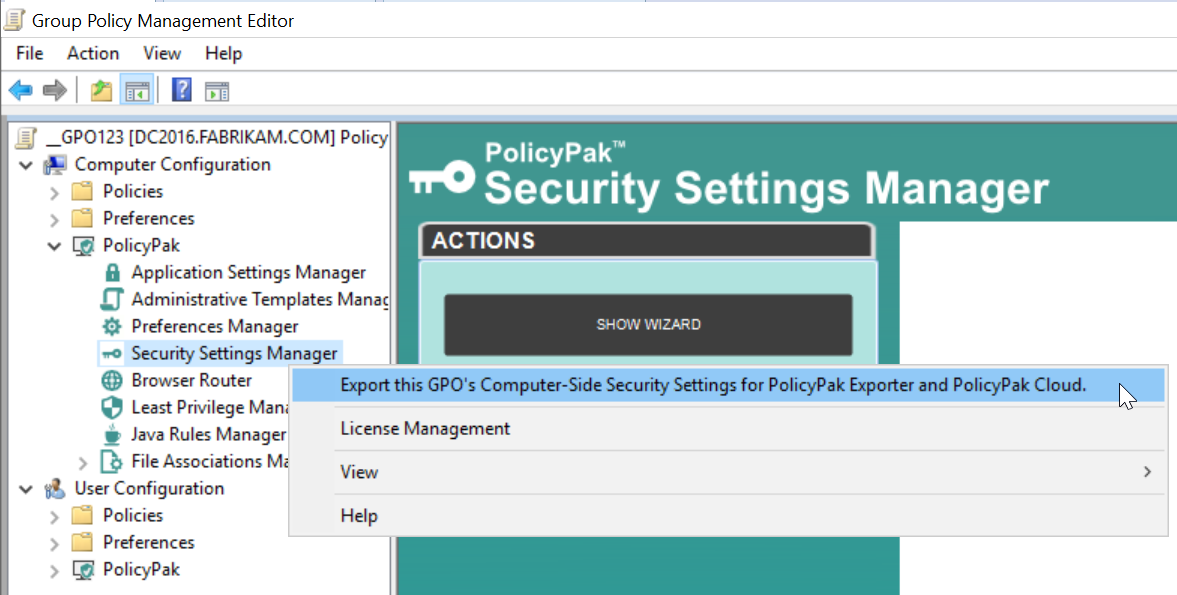 Group Policy Management Editor
File Action View Help
__GPO123 [DC2016.FABRIKAM.COM] Policy
Computer Configuration
Policies
Preferences
PolicyPak
Application Settings Manager
Administrative Templates Manag
Preferences Manager
Security Settings Manager
Browser Router
Least Privilege Mana
Java Rules Manager
File Associations Ma
User Configuration
Policies
Preferences
PolicyPak
PolicyPak™
Security Settings Manager
ACTIONS
SHOW WIZARD
Export this GPO's Computer-Side Security Settings for PolicyPak Exporter and PolicyPak Cloud.
License Management
View
Help